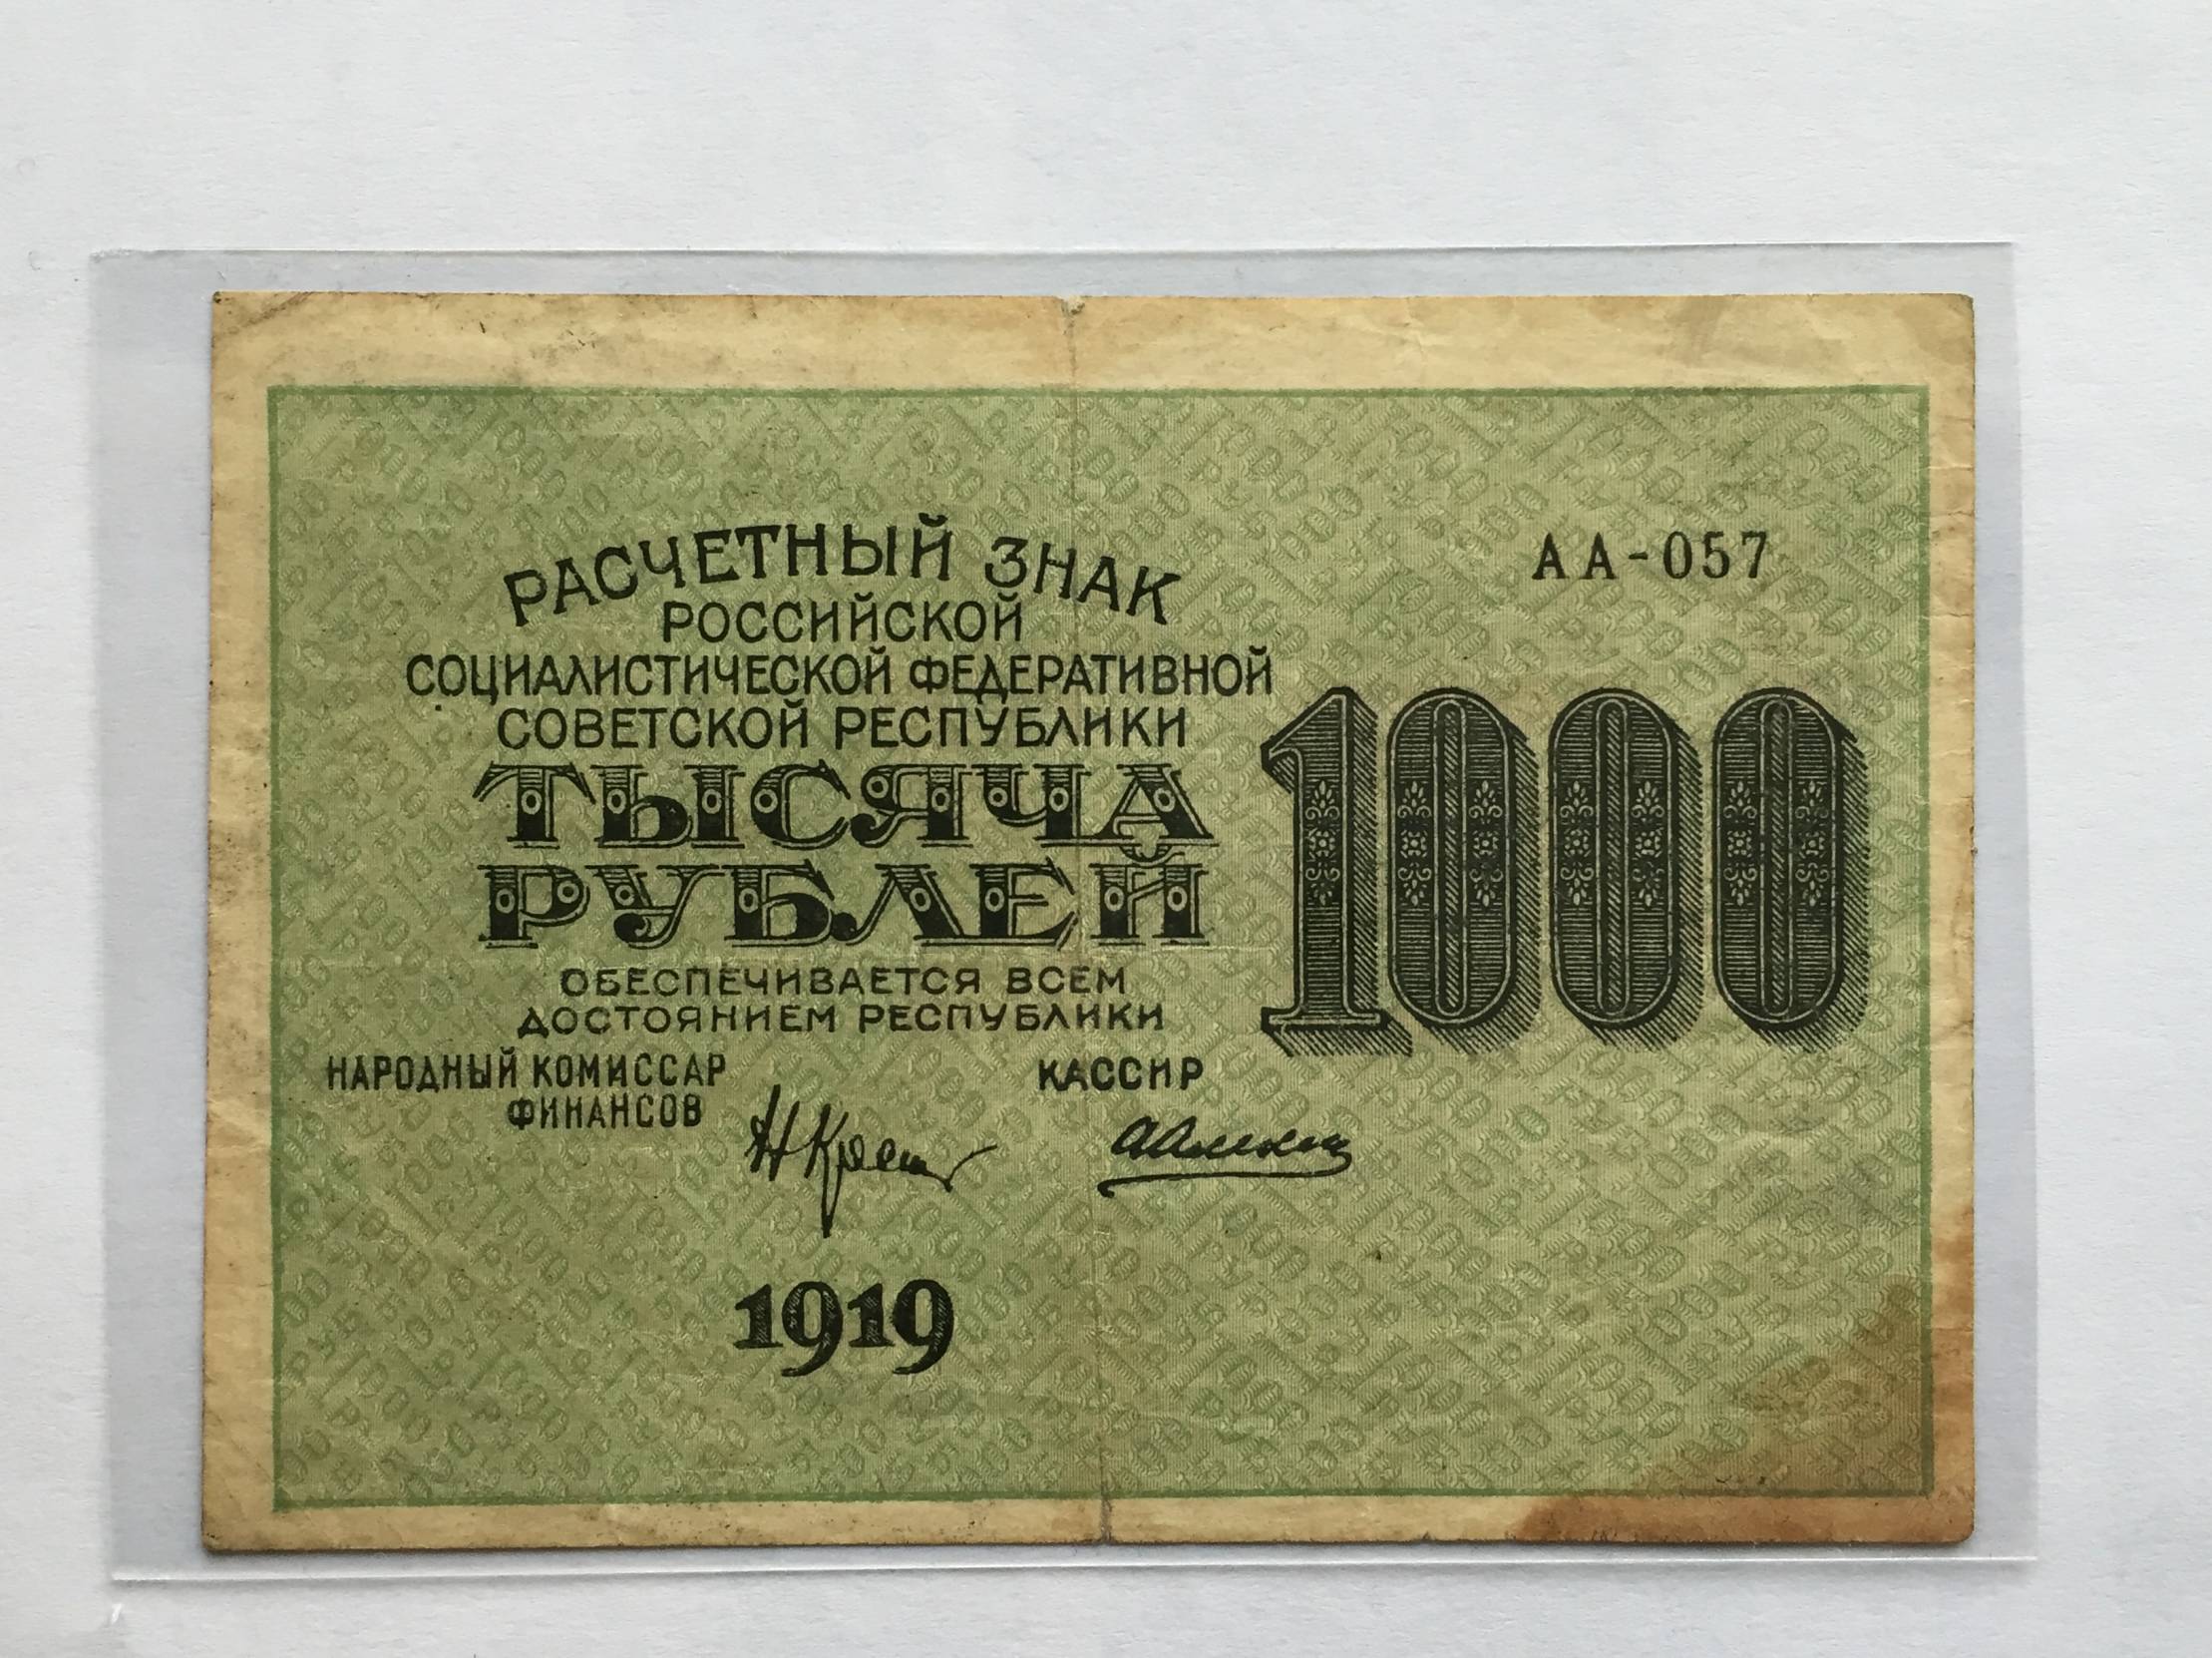 РАСЧЕТНЫЙ ЗНАК
РОССИЙСКОЙ
СОЦИАЛИСТИЧЕСКОЙ ФЕДЕРАТИВНОЙ
СОВЕТСКОЙ РЕСПУБЛИКИ
ТЫСЯЧА
РУБЛЕЙ
ОБЕСПЕЧИВАЕТСЯ ВСЕМ
ДОСТОЯНИЕМ РЕСПУБЛИКИ
НАРОДНЫЙ КОМИССАР
ФИНАНСОВ
КАССИР
1919
АА-057
1000